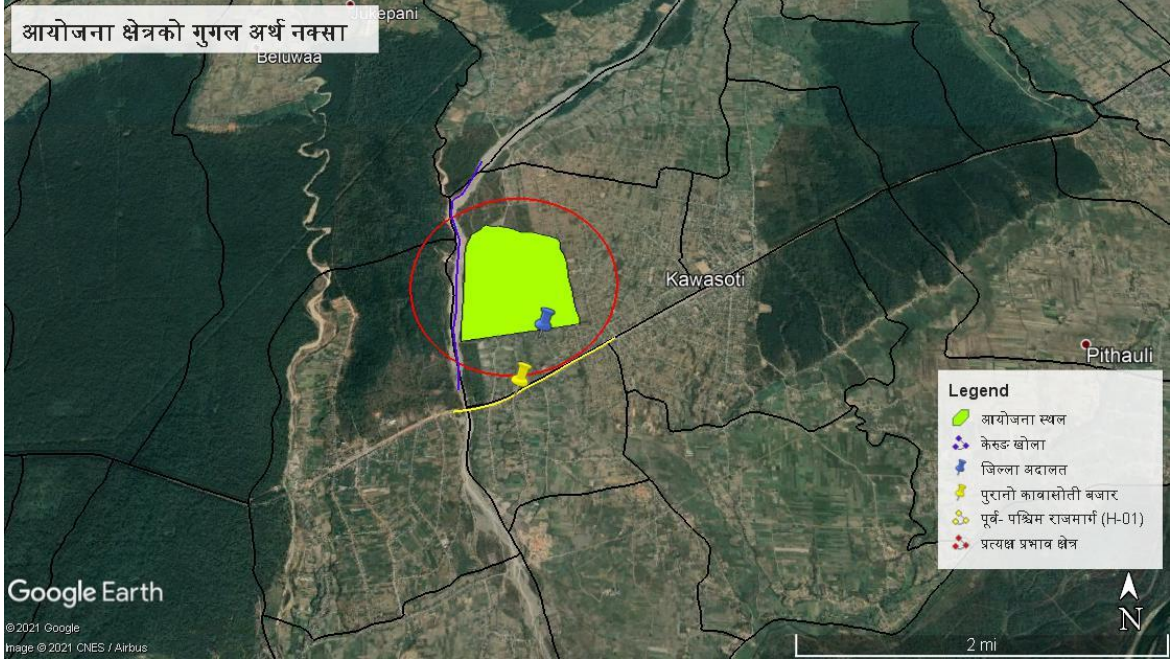 Jukepani
आयोजना क्षेत्रको गुगल अर्थ नक्सा
Beluwaa
Kawasoti
Pithauli
Legend
आयोजना स्थल
केरुङ खोला
जिल्ला अदालत
पुरानो कावासोती बजार
पूर्व- पश्चिम राजमार्ग (H-01)
प्रत्यक्ष प्रभाव क्षेत्र
Google Earth
©2021 Google
Image © 2021 CNES / Airbus
N
2 mi